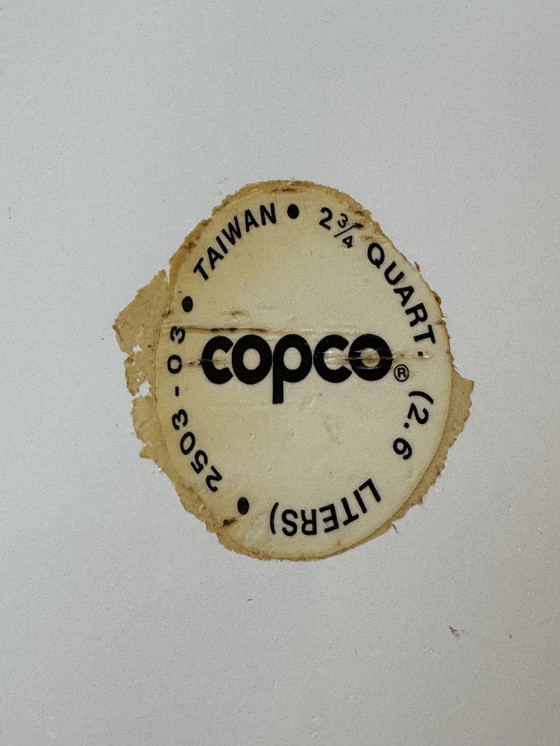 copco®
TAIWAN • 2¾ QUART. (2.6 LITERS) • 2503-03 •